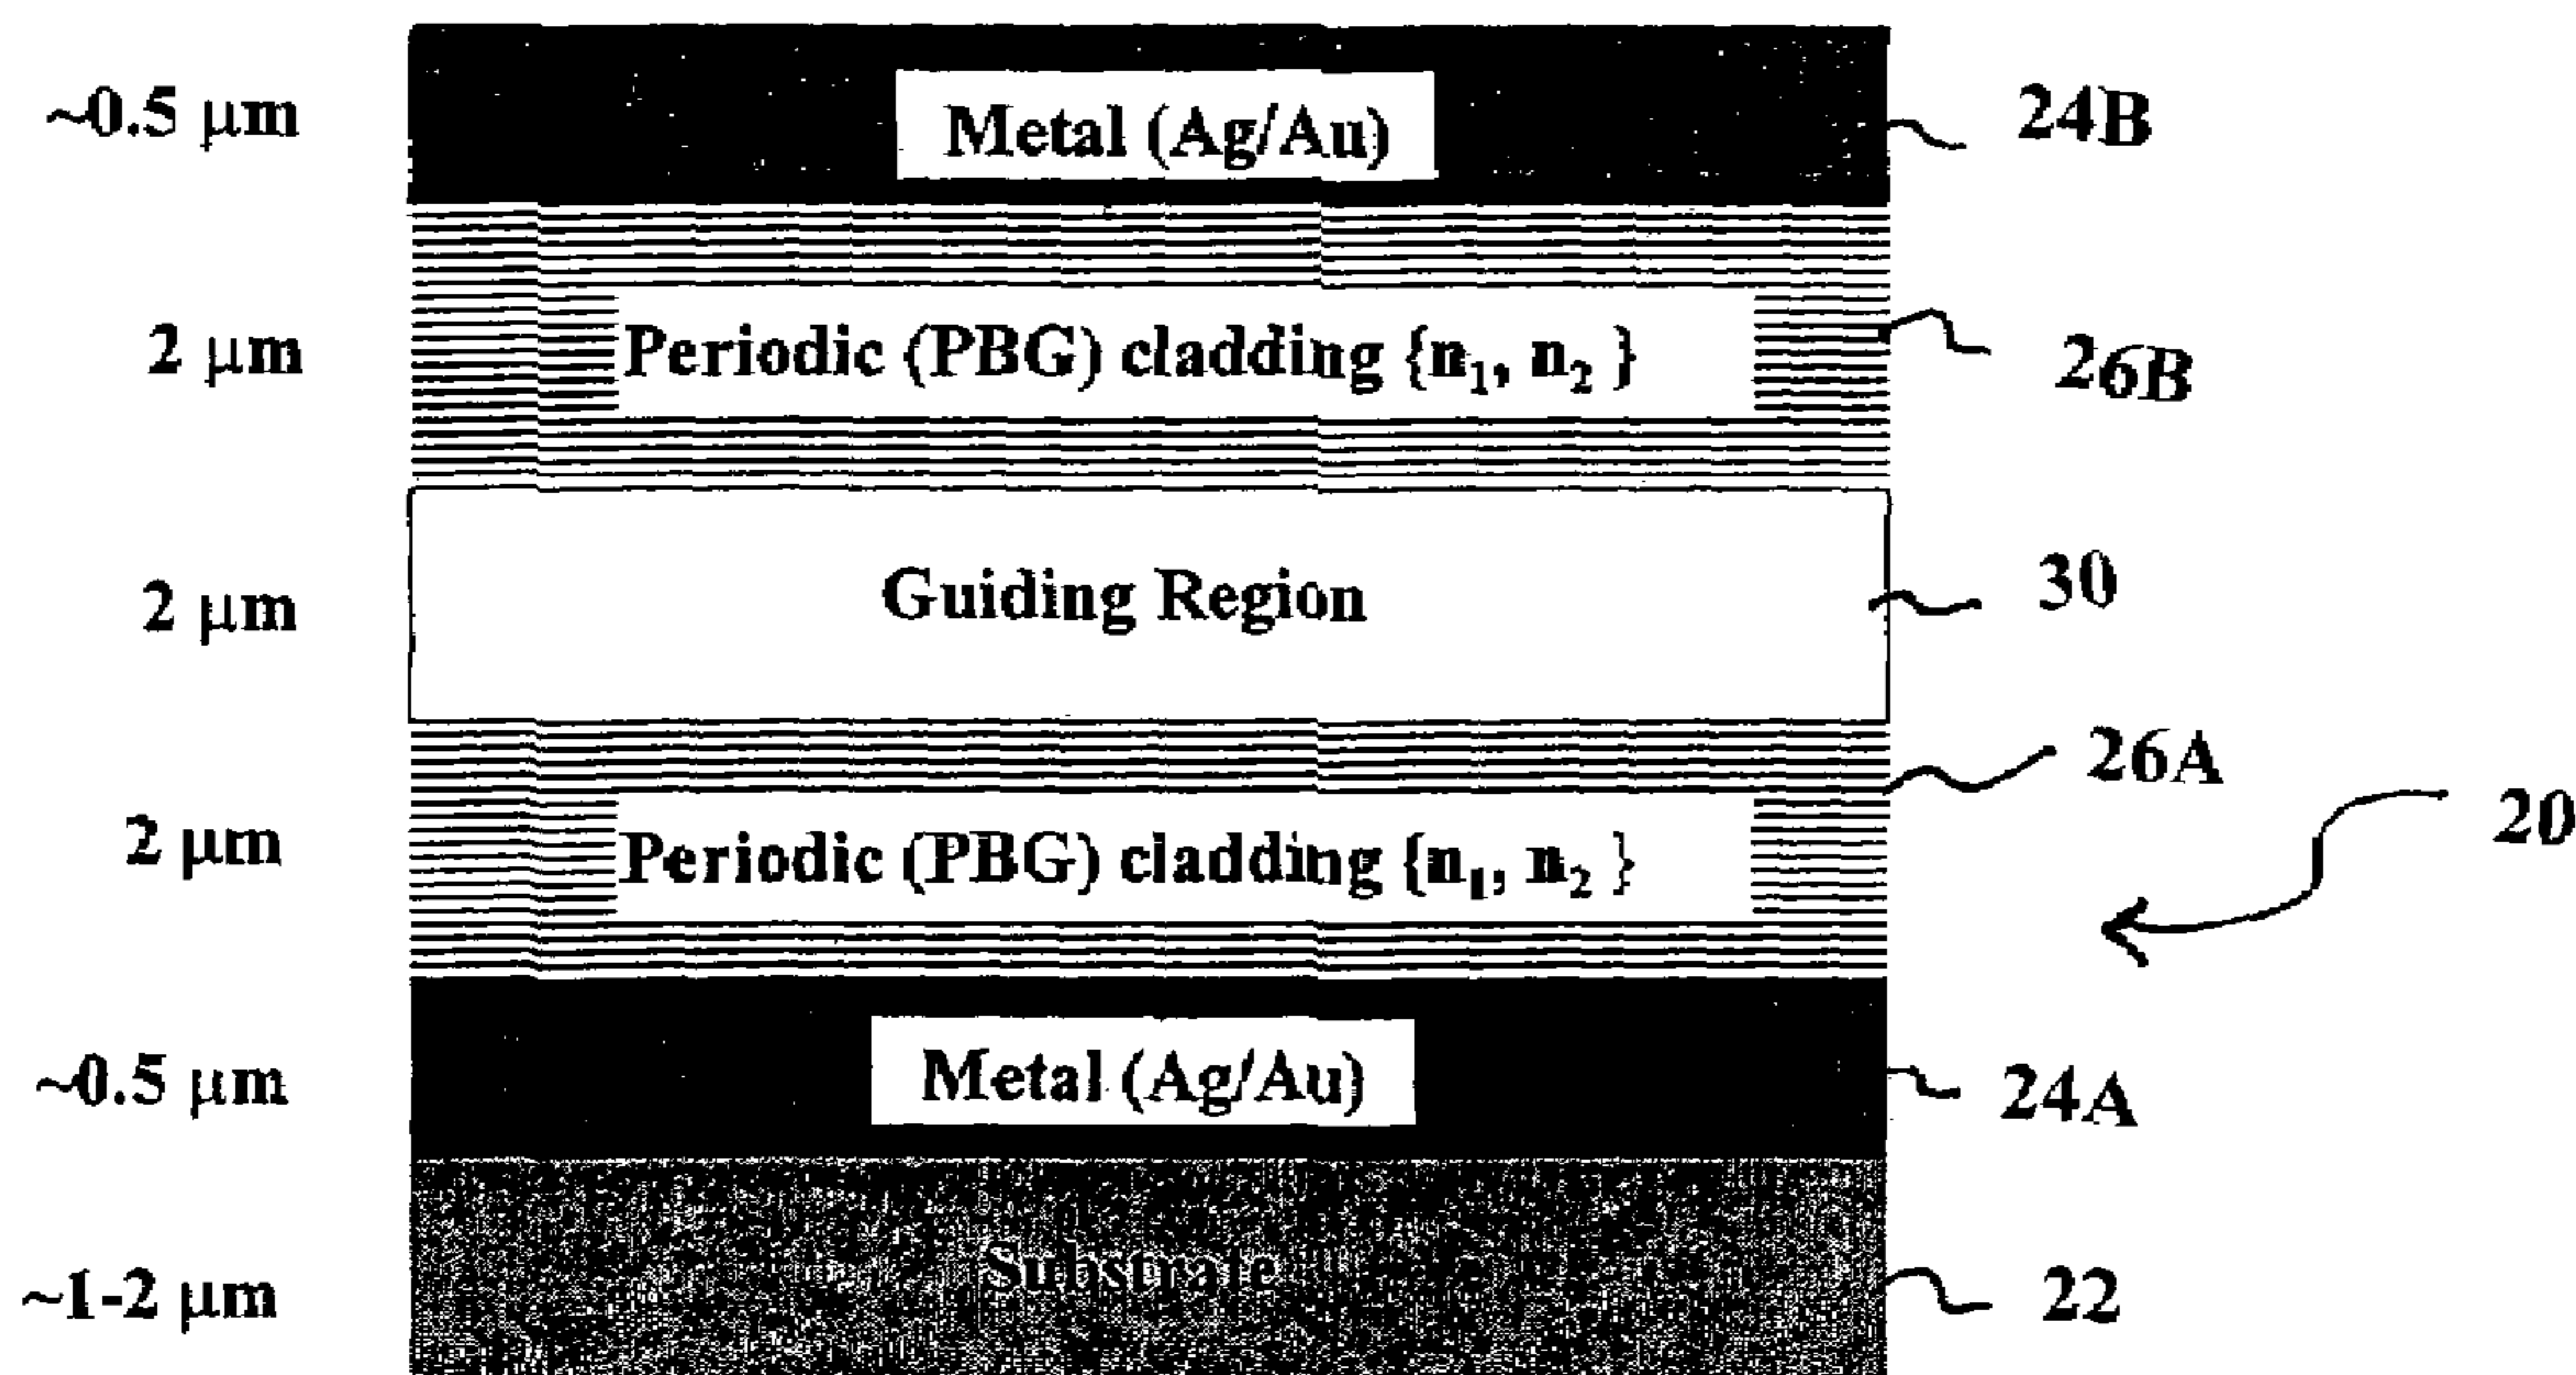 ~0.5 μm Metal (Ag/Au) 24B
2 μm Periodic (PBG) cladding {n₁, n₂ } 26B
2 μm Guiding Region 30
26A
20
2 μm Periodic (PBG) cladding {n₁, n₂ }
~0.5 μm Metal (Ag/Au) 24A
~1-2 μm Substrate 22